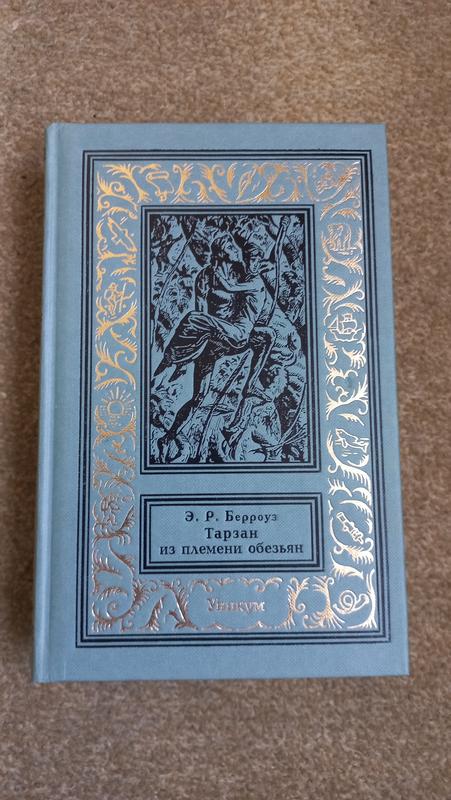 Э. Р. Берроуз
Тарзан
из племени обезьян
Уникум